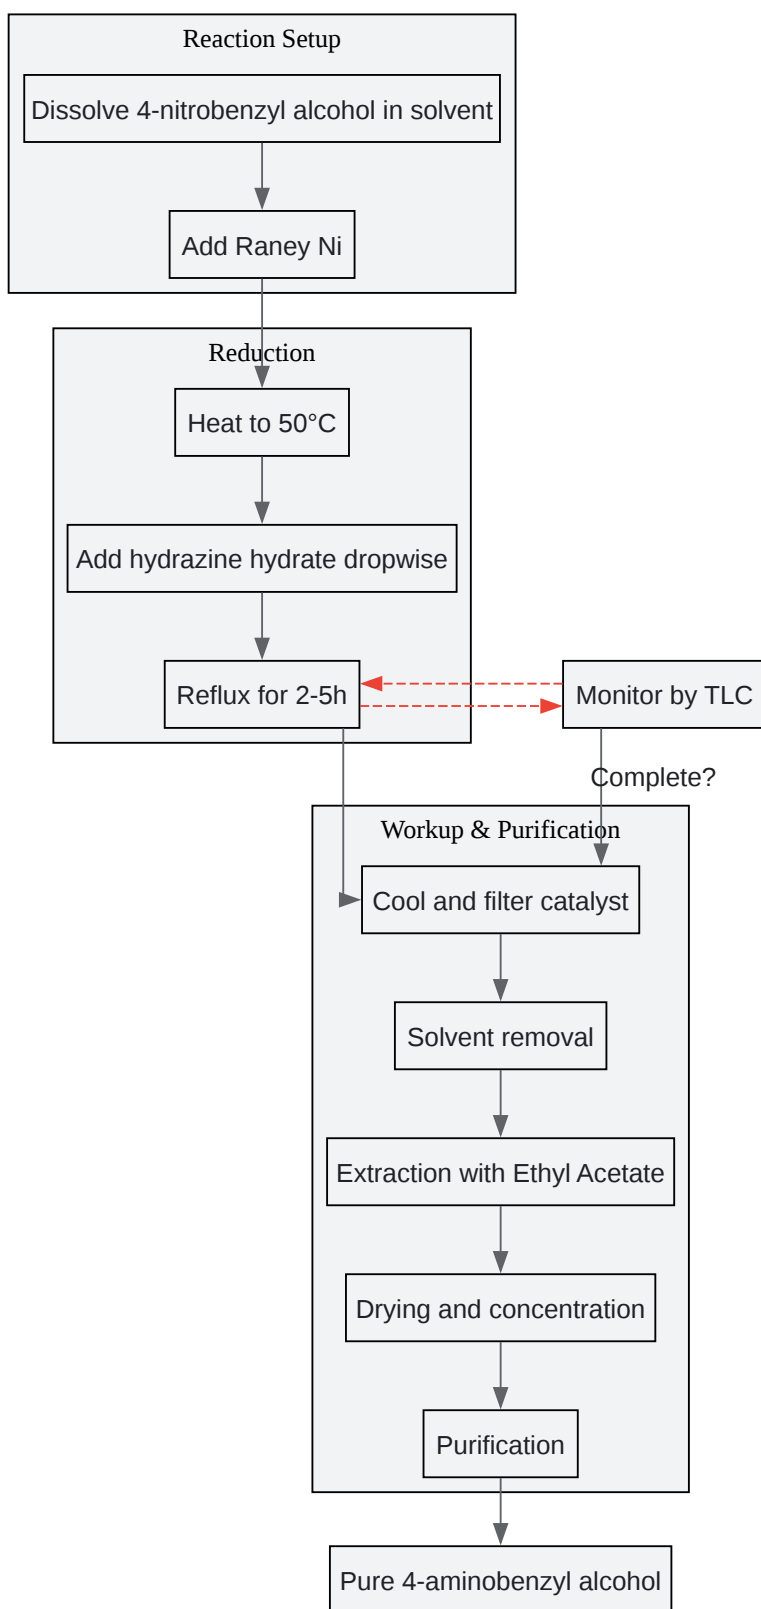 Reaction Setup
Dissolve 4-nitrobenzyl alcohol in solvent
Add Raney Ni
Reduction
Heat to 50°C
Add hydrazine hydrate dropwise
Reflux for 2-5h
Monitor by TLC
Complete?
Workup & Purification
Cool and filter catalyst
Solvent removal
Extraction with Ethyl Acetate
Drying and concentration
Purification
Pure 4-aminobenzyl alcohol